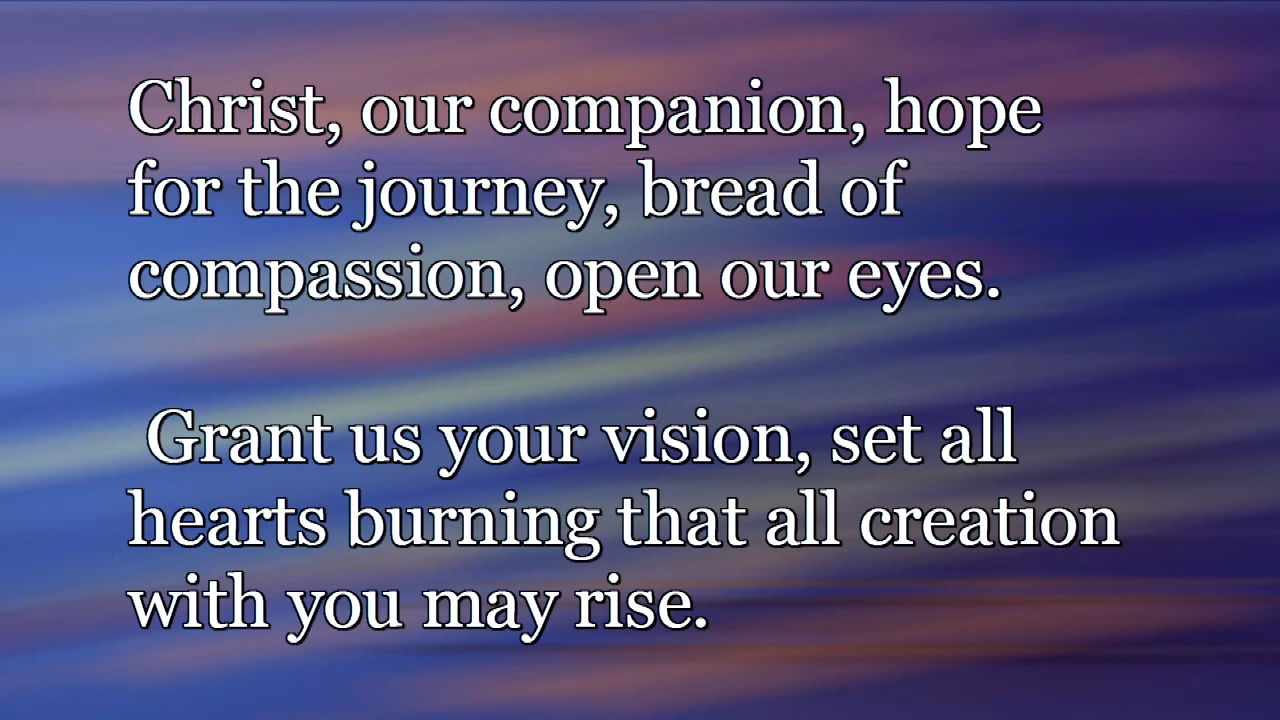 Christ, our companion, hope
for the journey, bread of
compassion, open our eyes.
Grant us your vision, set all
hearts burning that all creation
with you may rise.